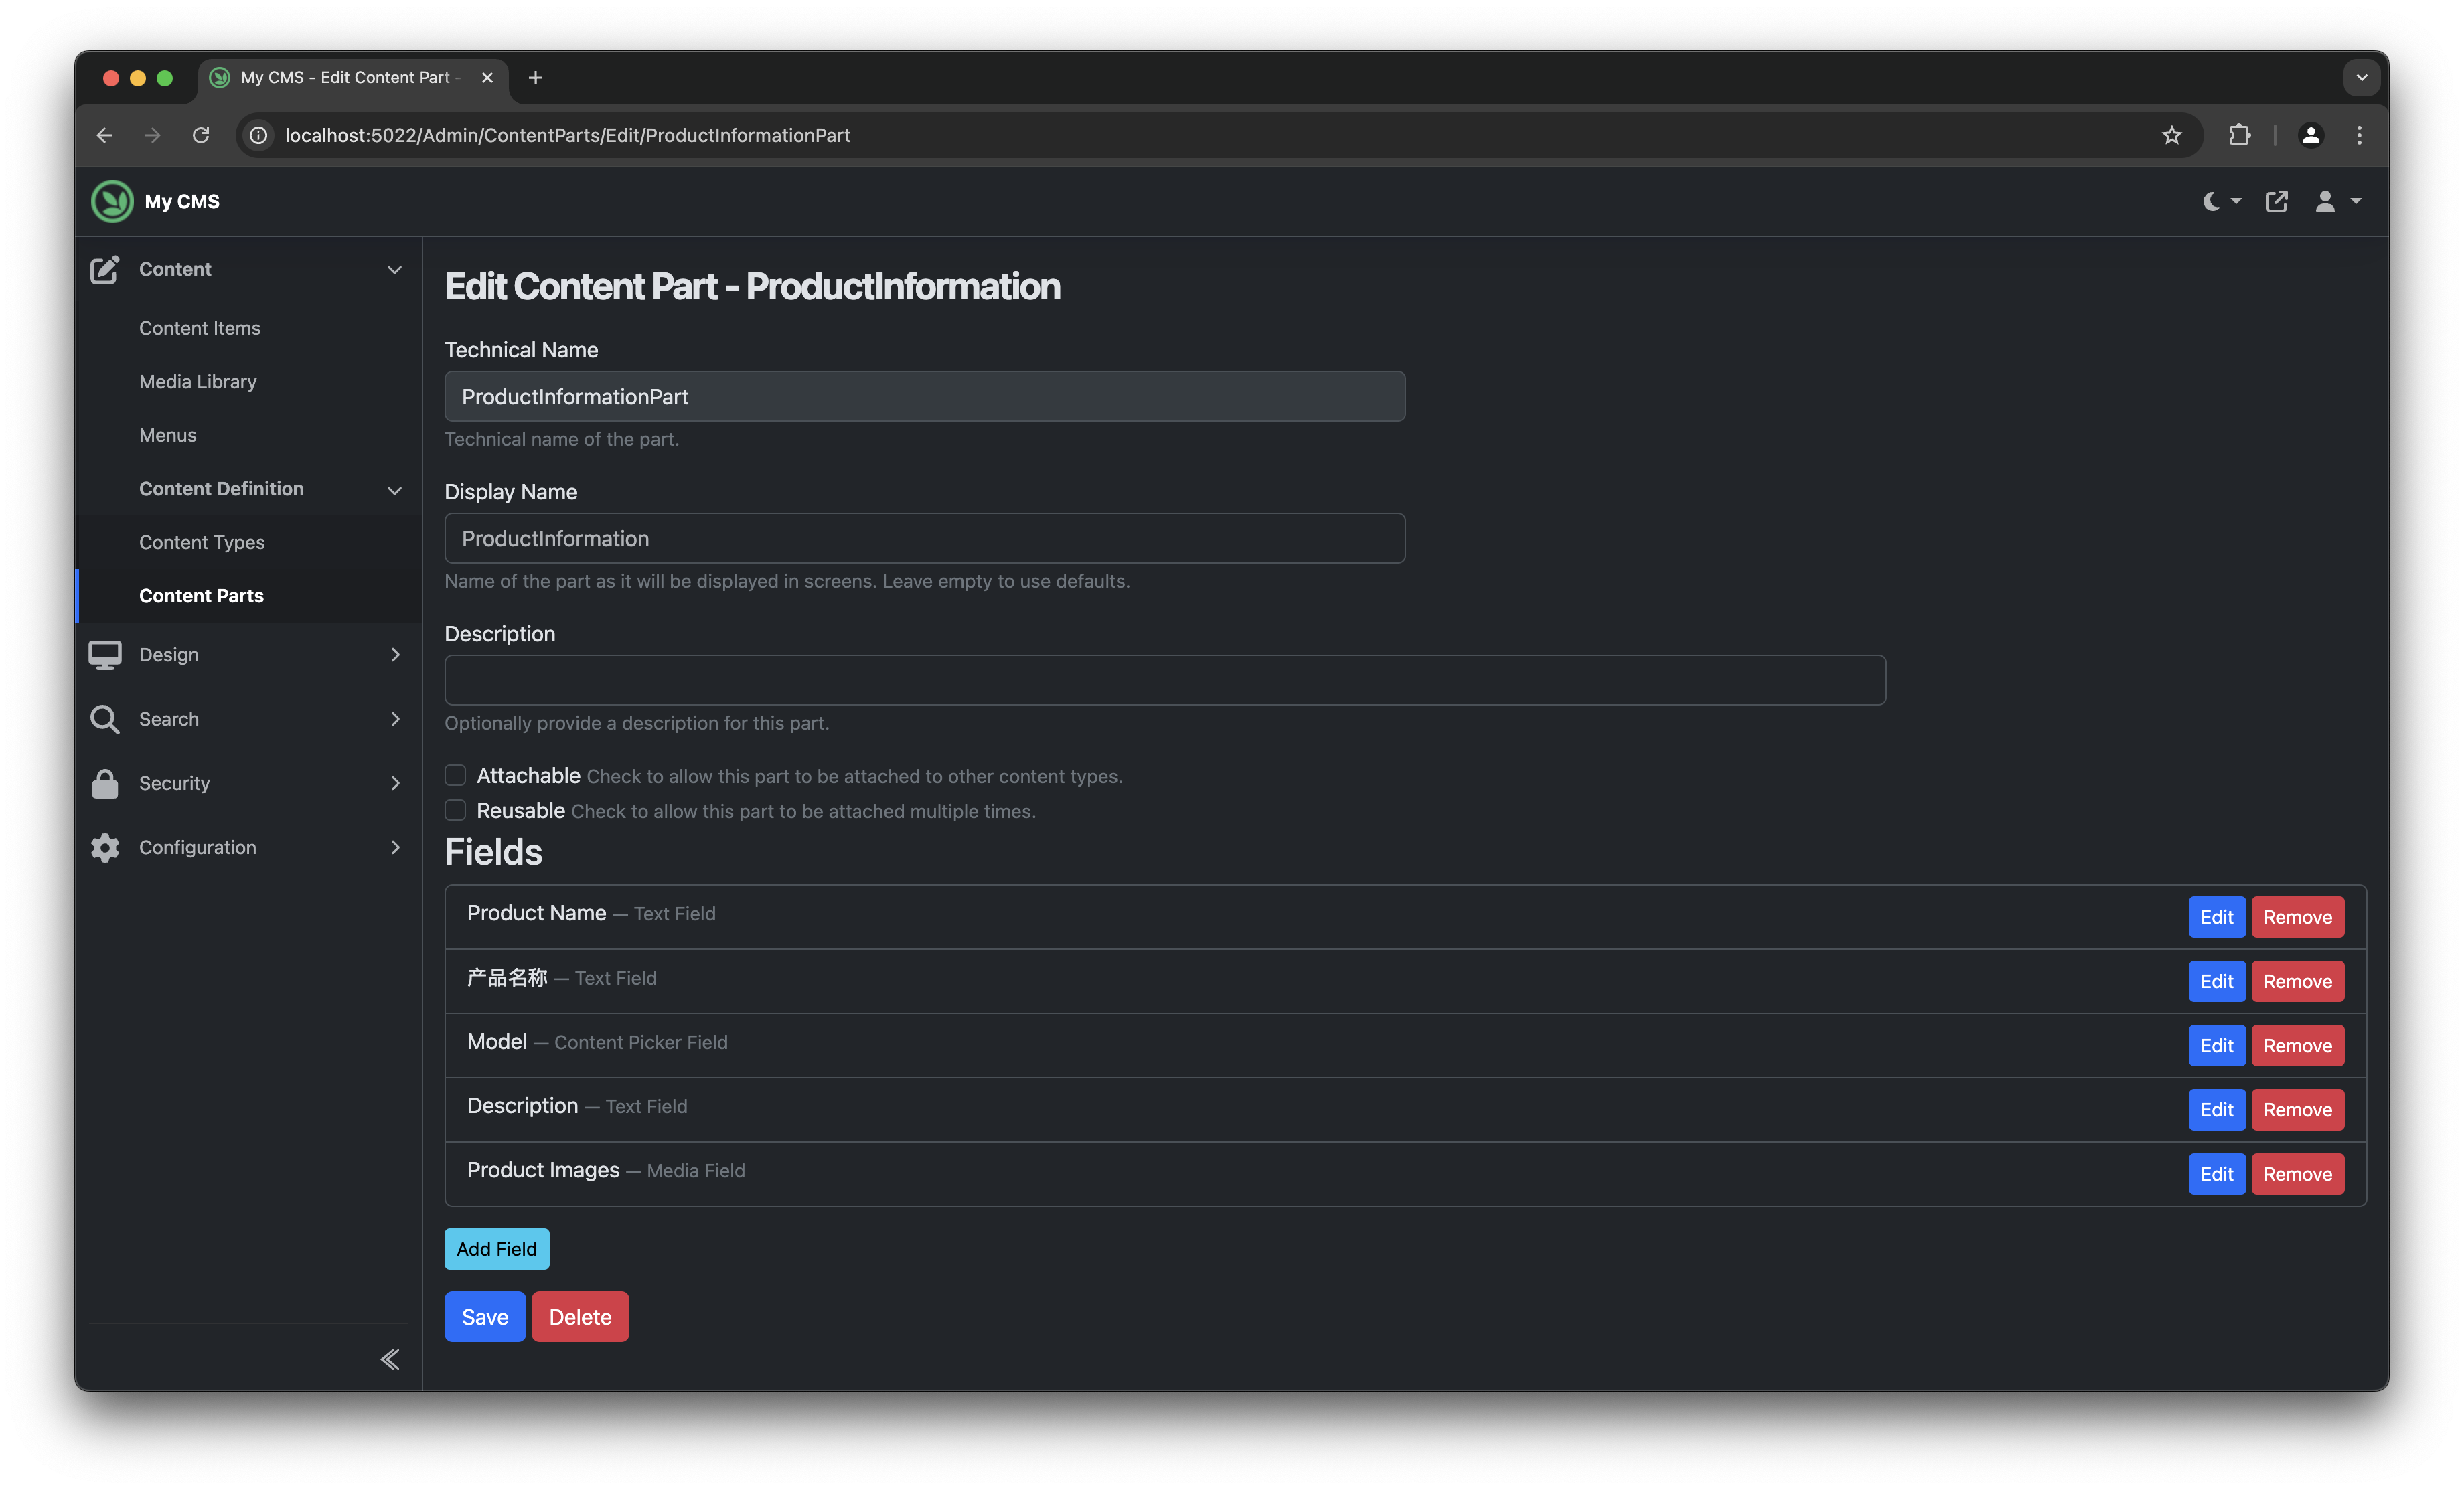 My CMS - Edit Content Part -
localhost:5022/Admin/ContentParts/Edit/ProductInformationPart
My CMS
Content
Content Items
Media Library
Menus
Content Definition
Content Types
Content Parts
Design
Search
Security
Configuration
Edit Content Part - ProductInformation
Technical Name
ProductInformationPart
Technical name of the part.
Display Name
ProductInformation
Name of the part as it will be displayed in screens. Leave empty to use defaults.
Description
Optionally provide a description for this part.
Attachable Check to allow this part to be attached to other content types.
Reusable Check to allow this part to be attached multiple times.
Fields
Product Name — Text Field Edit Remove
产品名称 — Text Field Edit Remove
Model — Content Picker Field Edit Remove
Description — Text Field Edit Remove
Product Images — Media Field Edit Remove
Add Field
Save Delete